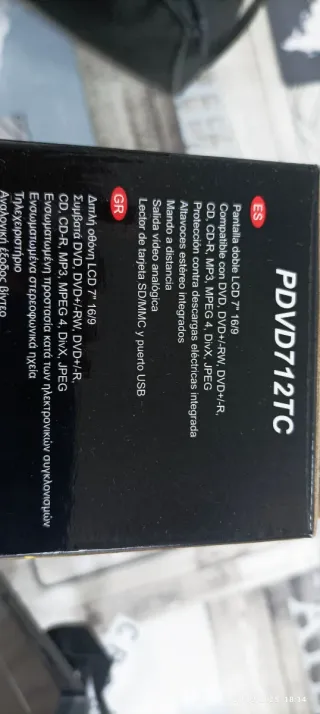 PDVD712TC
ES
Pantalla doble LCD 7" 16/9
Compatible con DVD, DVD+/-RW, DVD+/-R,
CD, CD-R, MP3, MPEG 4, DivX, JPEG
Protección contra descargas eléctricas integrada
Altavoces estéreo integrados
Mando a distancia
Salida vídeo analógica
Lector de tarjeta SD/MMC y puerto USB
GR
Διπλή οθόνη LCD 7" 16/9
Συμβατό DVD, DVD+/-RW, DVD+/-R,
CD, CD-R, MP3, MPEG 4, DivX, JPEG
Ενσωματωμένη προστασία κατά των ηλεκτρονικών συγκλονισμών
Ενσωματωμένα στερεοφωνικά ηχεία
Τηλεχειριστήριο
Αναλογική έξοδος βίντεο
18:14